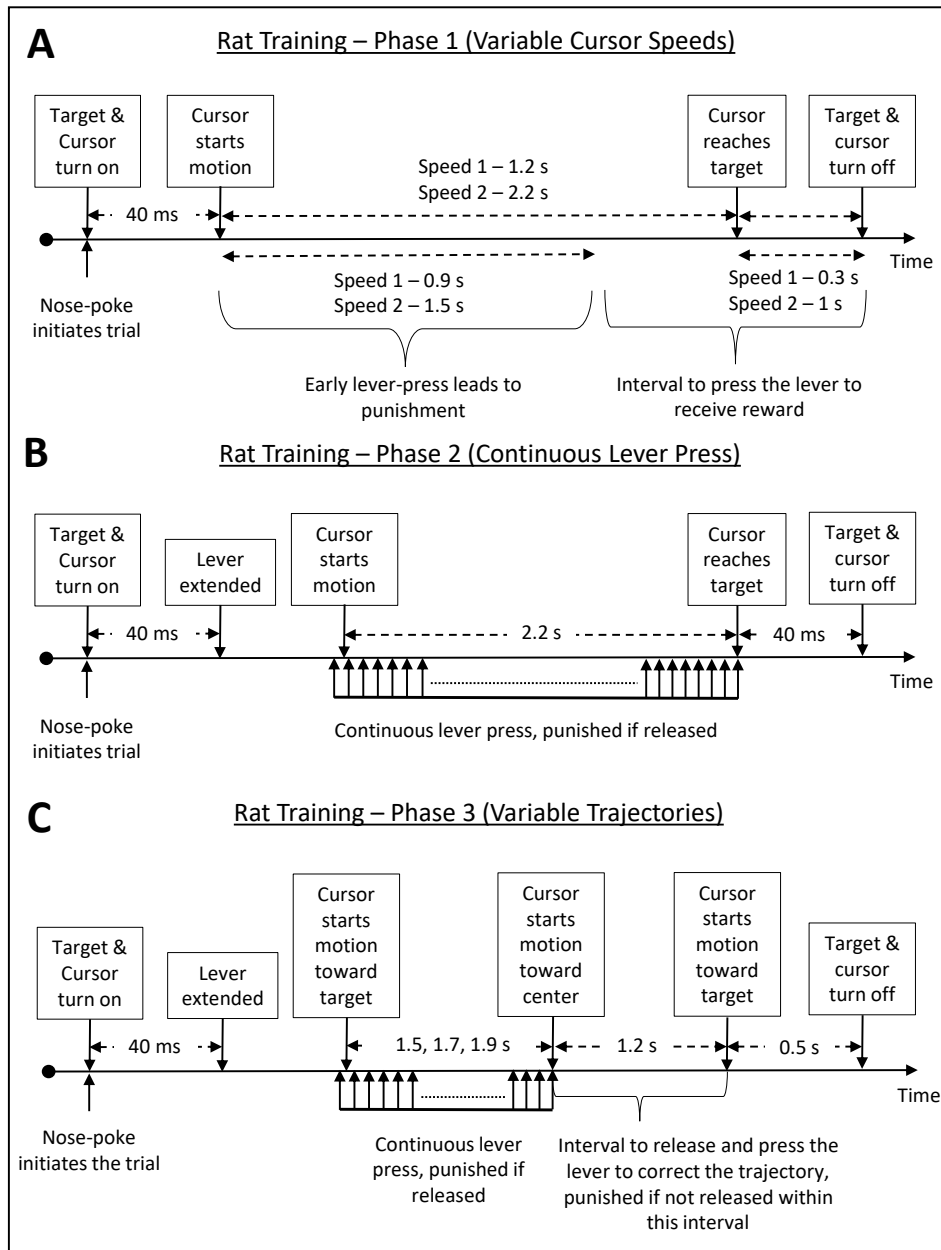 A
Rat Training – Phase 1 (Variable Cursor Speeds)
Target &
Cursor
turn on
Cursor
starts
motion
Cursor
reaches
target
Target &
cursor
turn off
Speed 1 – 1.2 s
Speed 2 – 2.2 s
40 ms
Time
Nose-poke
initiates trial
Speed 1 – 0.9 s
Speed 2 – 1.5 s
Speed 1 – 0.3 s
Speed 2 – 1 s
Early lever-press leads to
punishment
Interval to press the lever to
receive reward
B
Rat Training – Phase 2 (Continuous Lever Press)
Target &
Cursor
turn on
Lever
extended
Cursor
starts
motion
Cursor
reaches
target
Target &
cursor
turn off
40 ms
2.2 s
40 ms
Time
Nose-poke
initiates trial
Continuous lever press, punished if released
C
Rat Training – Phase 3 (Variable Trajectories)
Target &
Cursor
turn on
Lever
extended
Cursor
starts
motion
toward
target
Cursor
starts
motion
toward
center
Cursor
starts
motion
toward
target
Target &
cursor
turn off
40 ms
1.5, 1.7, 1.9 s
1.2 s
0.5 s
Time
Nose-poke
initiates the trial
Continuous lever
press, punished if
released
Interval to release and press the
lever to correct the trajectory,
punished if not released within
this interval